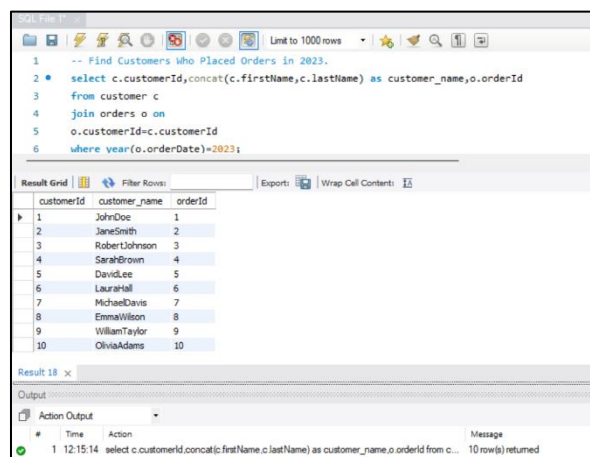 SQL File 1*
Limit to 1000 rows
1 -- Find Customers Who Placed Orders in 2023.
2 select c.customerId,concat(c.firstName,c.lastName) as customer_name,o.orderId
3 from customer c
4 join orders o on
5 o.customerId=c.customerId
6 where year(o.orderDate)=2023;
Result Grid Filter Rows: Export: Wrap Cell Content:
customerId customer_name orderId
1 JohnDoe 1
2 JaneSmith 2
3 RobertJohnson 3
4 SarahBrown 4
5 DavidLee 5
6 LauraHall 6
7 MichaelDavis 7
8 EmmaWilson 8
9 WilliamTaylor 9
10 OliviaAdams 10
Result 18
Output
Action Output
# Time Action Message
1 12:15:14 select c.customerId,concat(c.firstName,c.lastName) as customer_name,o.orderId from c... 10 row(s) returned